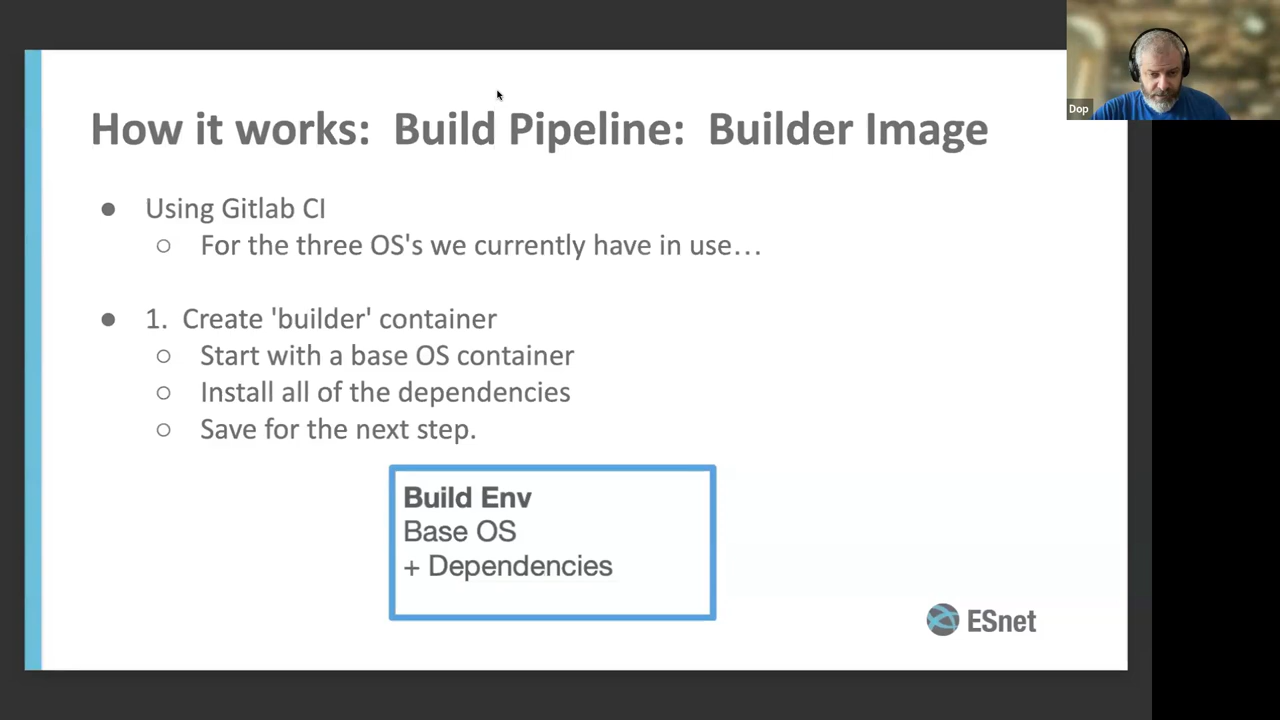 Dop
How it works:  Build Pipeline:  Builder Image
● Using Gitlab CI
○ For the three OS's we currently have in use…
● 1.  Create 'builder' container
○ Start with a base OS container
○ Install all of the dependencies
○ Save for the next step.
Build Env
Base OS
+ Dependencies
ESnet